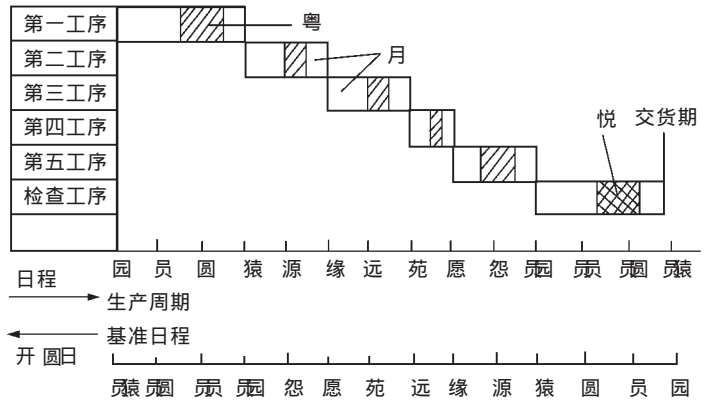 第一工序
粤
第二工序
月
第三工序
第四工序
悦 交货期
第五工序
检查工序
日程
园 员 圆 猿 源 缘 远 苑 愿 怨 员园 员员 员圆 员猿
生产周期
基准日程
开圆日
员猿 员圆 员员 员园 怨 愿 苑 远 缘 源 猿 圆 员 园